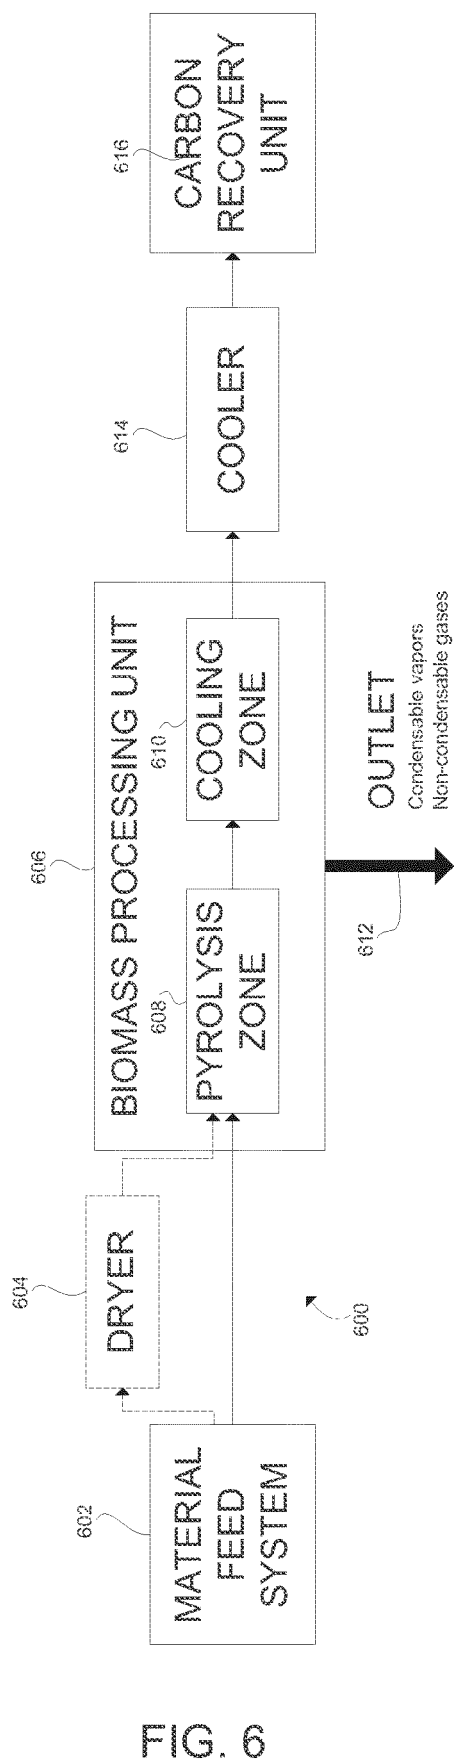 FIG. 6
602
MATERIAL
FEED
SYSTEM
604
DRYER
600
606
BIOMASS PROCESSING UNIT
608
PYROLYSIS
ZONE
610
COOLING
ZONE
612
OUTLET
Condensable vapors
Non-condensable gases
614
COOLER
616
CARBON
RECOVERY
UNIT